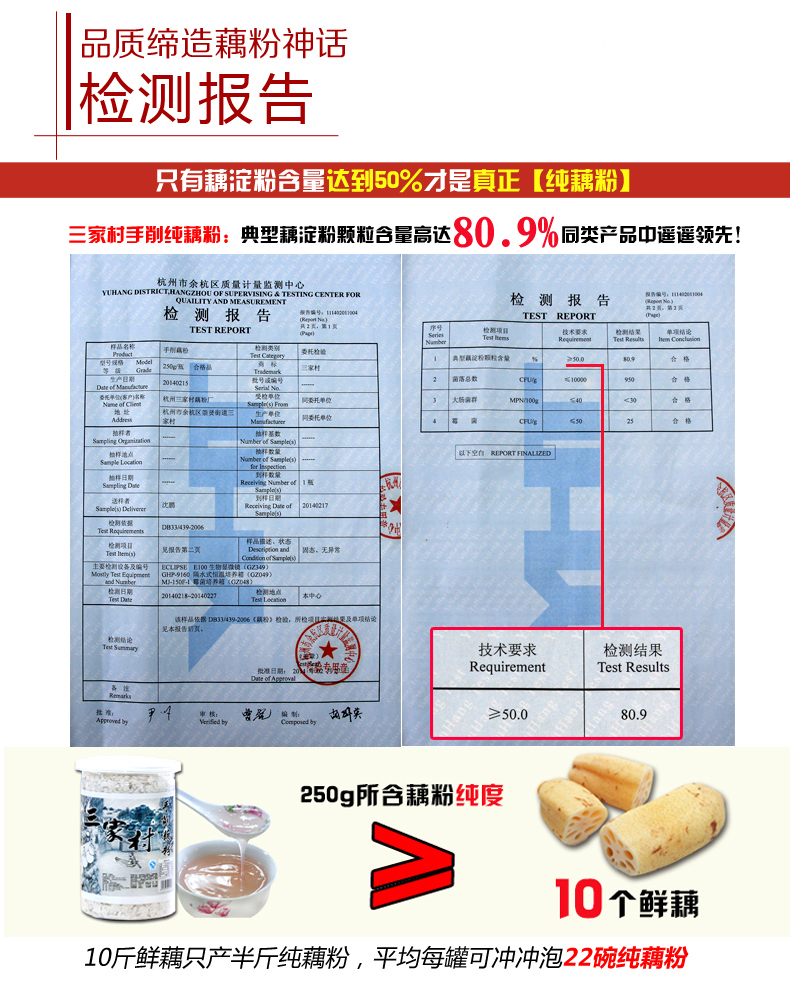 品质缔造藕粉神话
检测报告
只有藕淀粉含量达到50%才是真正【纯藕粉】
三家村手削纯藕粉：典型藕淀粉颗粒含量高达80.9%同类产品中遥遥领先！
杭州市余杭区质量计量监测中心
YUHANG DISTRICT,HANGZHOU OF SUPERVISING & TESTING CENTER FOR
QUAILITY AND MEASUREMENT
检 测 报 告
TEST REPORT
报告编号：111402011004
(Report No.)
共 2 页，第 1 页
(Page)
样品名称 Product 手削藕粉 检测类别 Test Category 委托检验
型号规格 Model 等 级 Grade 250g/瓶 合格品 商 标 Trademark 三家村
生产日期 Date of Manufacture 20140215 批号或编号 Serial No. ------
委托单位(客户)名称 Name of Client 杭州三家村藕粉厂 受检单位 Sample(s) From 同委托单位
地 址 Address 杭州市余杭区崇贤街道三家村 生产单位 Manufacturer 同委托单位
抽样者 Sampling Organization ------ 抽样基数 Number of Sample(s) ------
抽样地点 Sample Location ------ 抽样数量 Number of Sample(s) for Inspection ------
抽样日期 Sampling Date ------ 到样数量 Receiving Number of Sample(s) 1 瓶
送样者 Sample(s) Deliverer 沈鹏 到样日期 Receiving Date of Sample(s) 20140217
检测依据 Test Requirements DB33/439-2006
检测项目 Test Item(s) 见报告第二页 样品描述、状态 Description and Condition of Sample(s) 固态、无异常
主要检测设备及编号 Mostly Test Equipment and Number
ECLIPSE E100 生物显微镜（GZ349）
GHP-9160 隔水式恒温培养箱（GZ049）
MJ-150F-I 霉菌培养箱（GZ048）
检测日期 Test Date 20140218~20140227 检测地点 Test Location 本中心
检测结论 Test Summary
该样品依据 DB33/439-2006《藕粉》检验，所检项目实测结果及单项结论
见本报告后页。
批准日期：
Date of Approval
备 注 Remarks
批 准： Approved by
审 核： Verified by
编 制： Composed by
检 测 报 告
TEST REPORT
报告编号：111402011004
(Report No.)
共 2 页，第 2 页
(Page)
序号 Series Number 检测项目 Test Items 技术要求 Requirement 检测结果 Test Results 单项结论 Item Conclusion
1 典型藕淀粉颗粒含量 % ≥50.0 80.9 合 格
2 菌落总数 CFU/g ≤10000 950 合 格
3 大肠菌群 MPN/100g ≤40 <30 合 格
4 霉 菌 CFU/g ≤50 25 合 格
以下空白 REPORT FINALIZED
技术要求 检测结果
Requirement Test Results
≥50.0 80.9
三家村
250g所含藕粉纯度
>
10个鲜藕
10斤鲜藕只产半斤纯藕粉，平均每罐可冲冲泡22碗纯藕粉